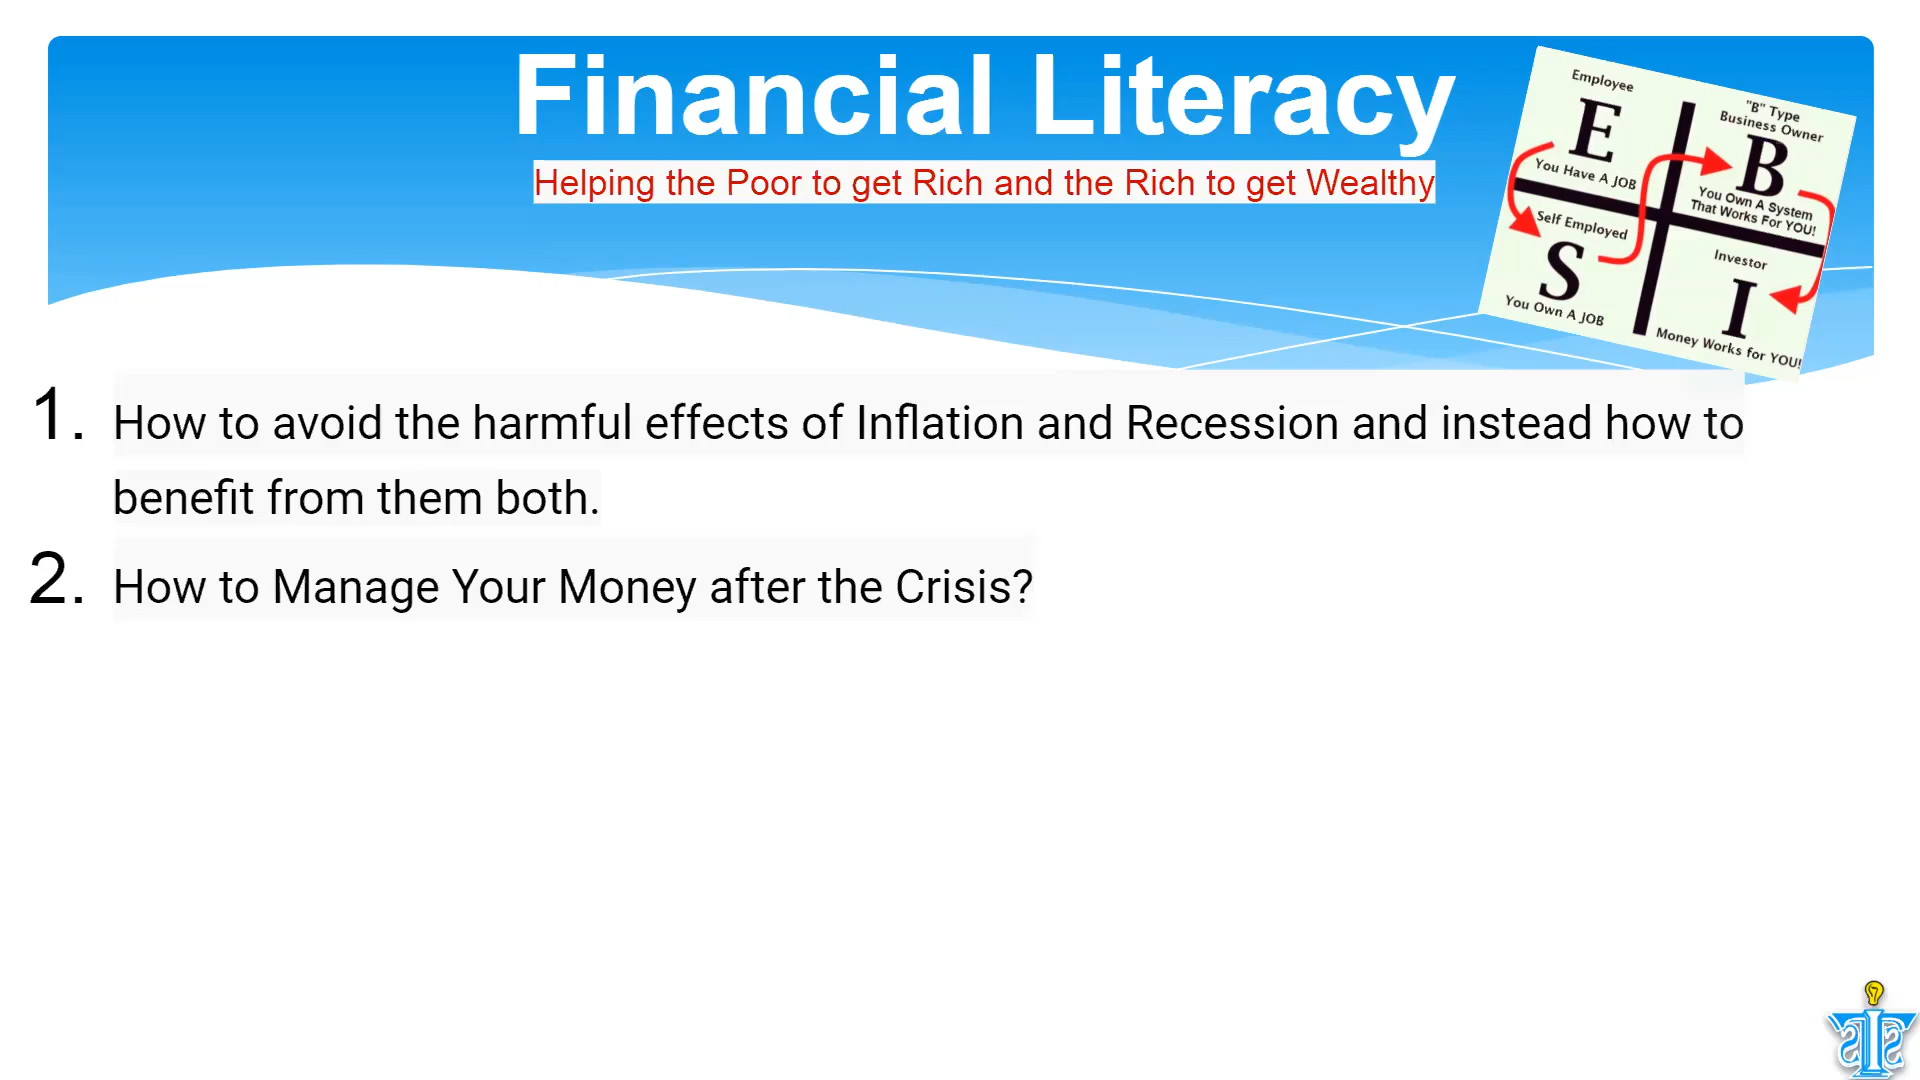 Financial Literacy
Helping the Poor to get Rich and the Rich to get Wealthy
Employee
E
You Have A JOB
"B" Type
Business Owner
B
You Own A System
That Works For YOU!
Self Employed
S
You Own A JOB
Investor
I
Money Works for YOU!
1. How to avoid the harmful effects of Inflation and Recession and instead how to
benefit from them both.
2. How to Manage Your Money after the Crisis?